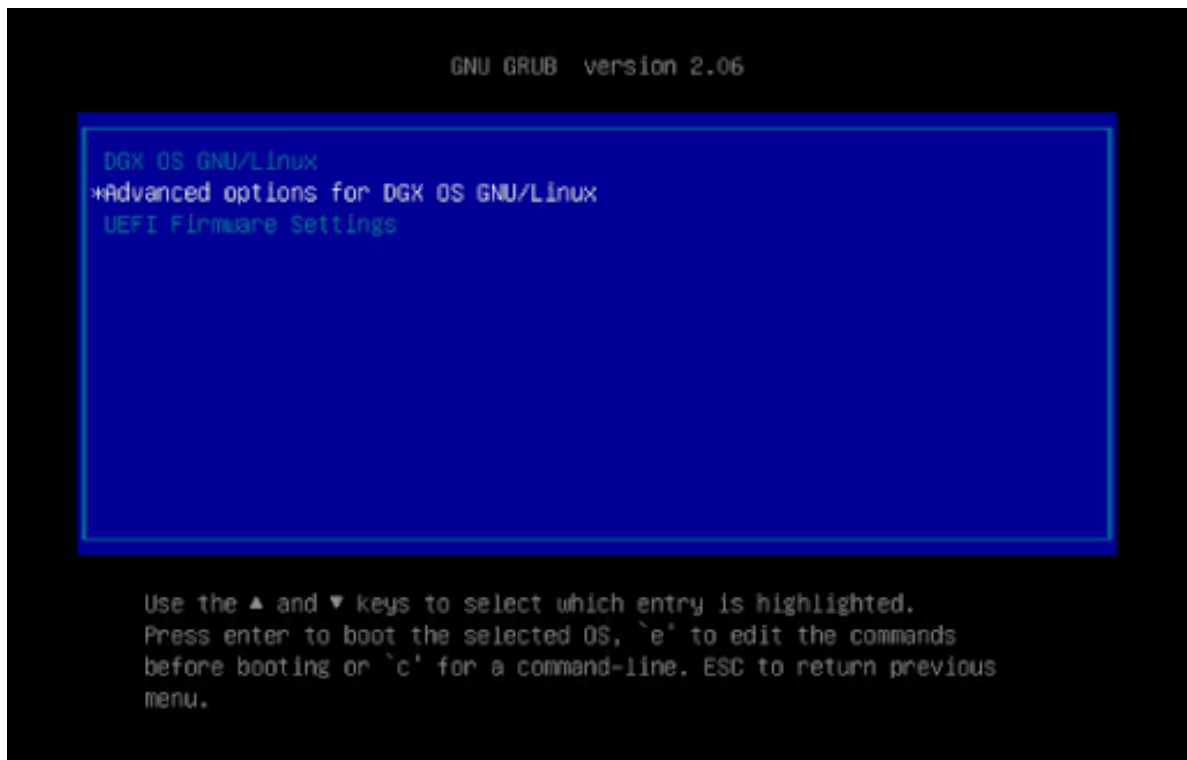 GNU GRUB version 2.06
DGX OS GNU/Linux
*Advanced options for DGX OS GNU/Linux
UEFI Firmware Settings
Use the ▲ and ▼ keys to select which entry is highlighted.
Press enter to boot the selected OS, `e' to edit the commands
before booting or `c' for a command-line. ESC to return previous
menu.